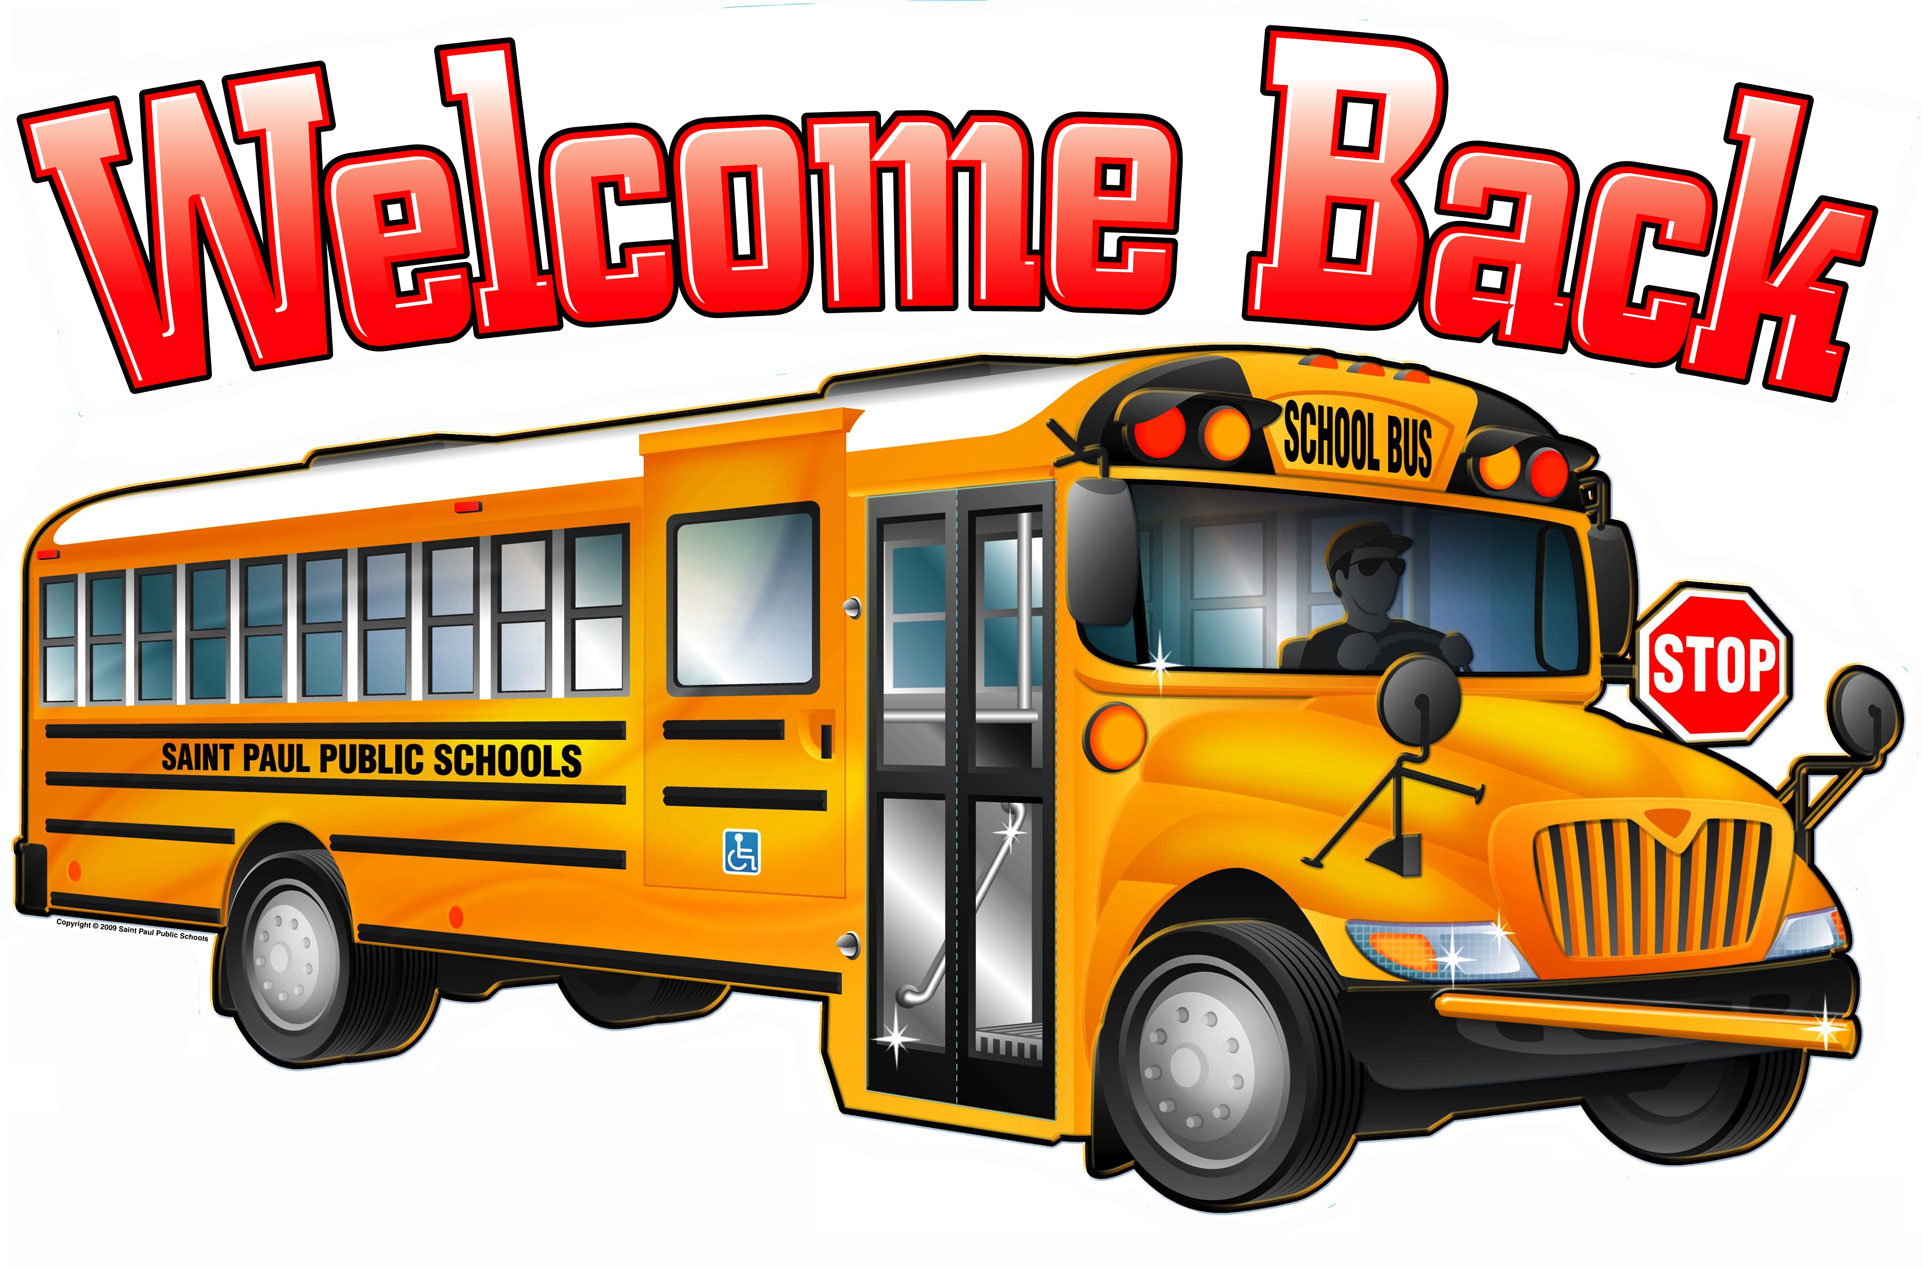 Welcome Back
SCHOOL BUS
STOP
SAINT PAUL PUBLIC SCHOOLS
Copyright © 2009 Saint Paul Public Schools